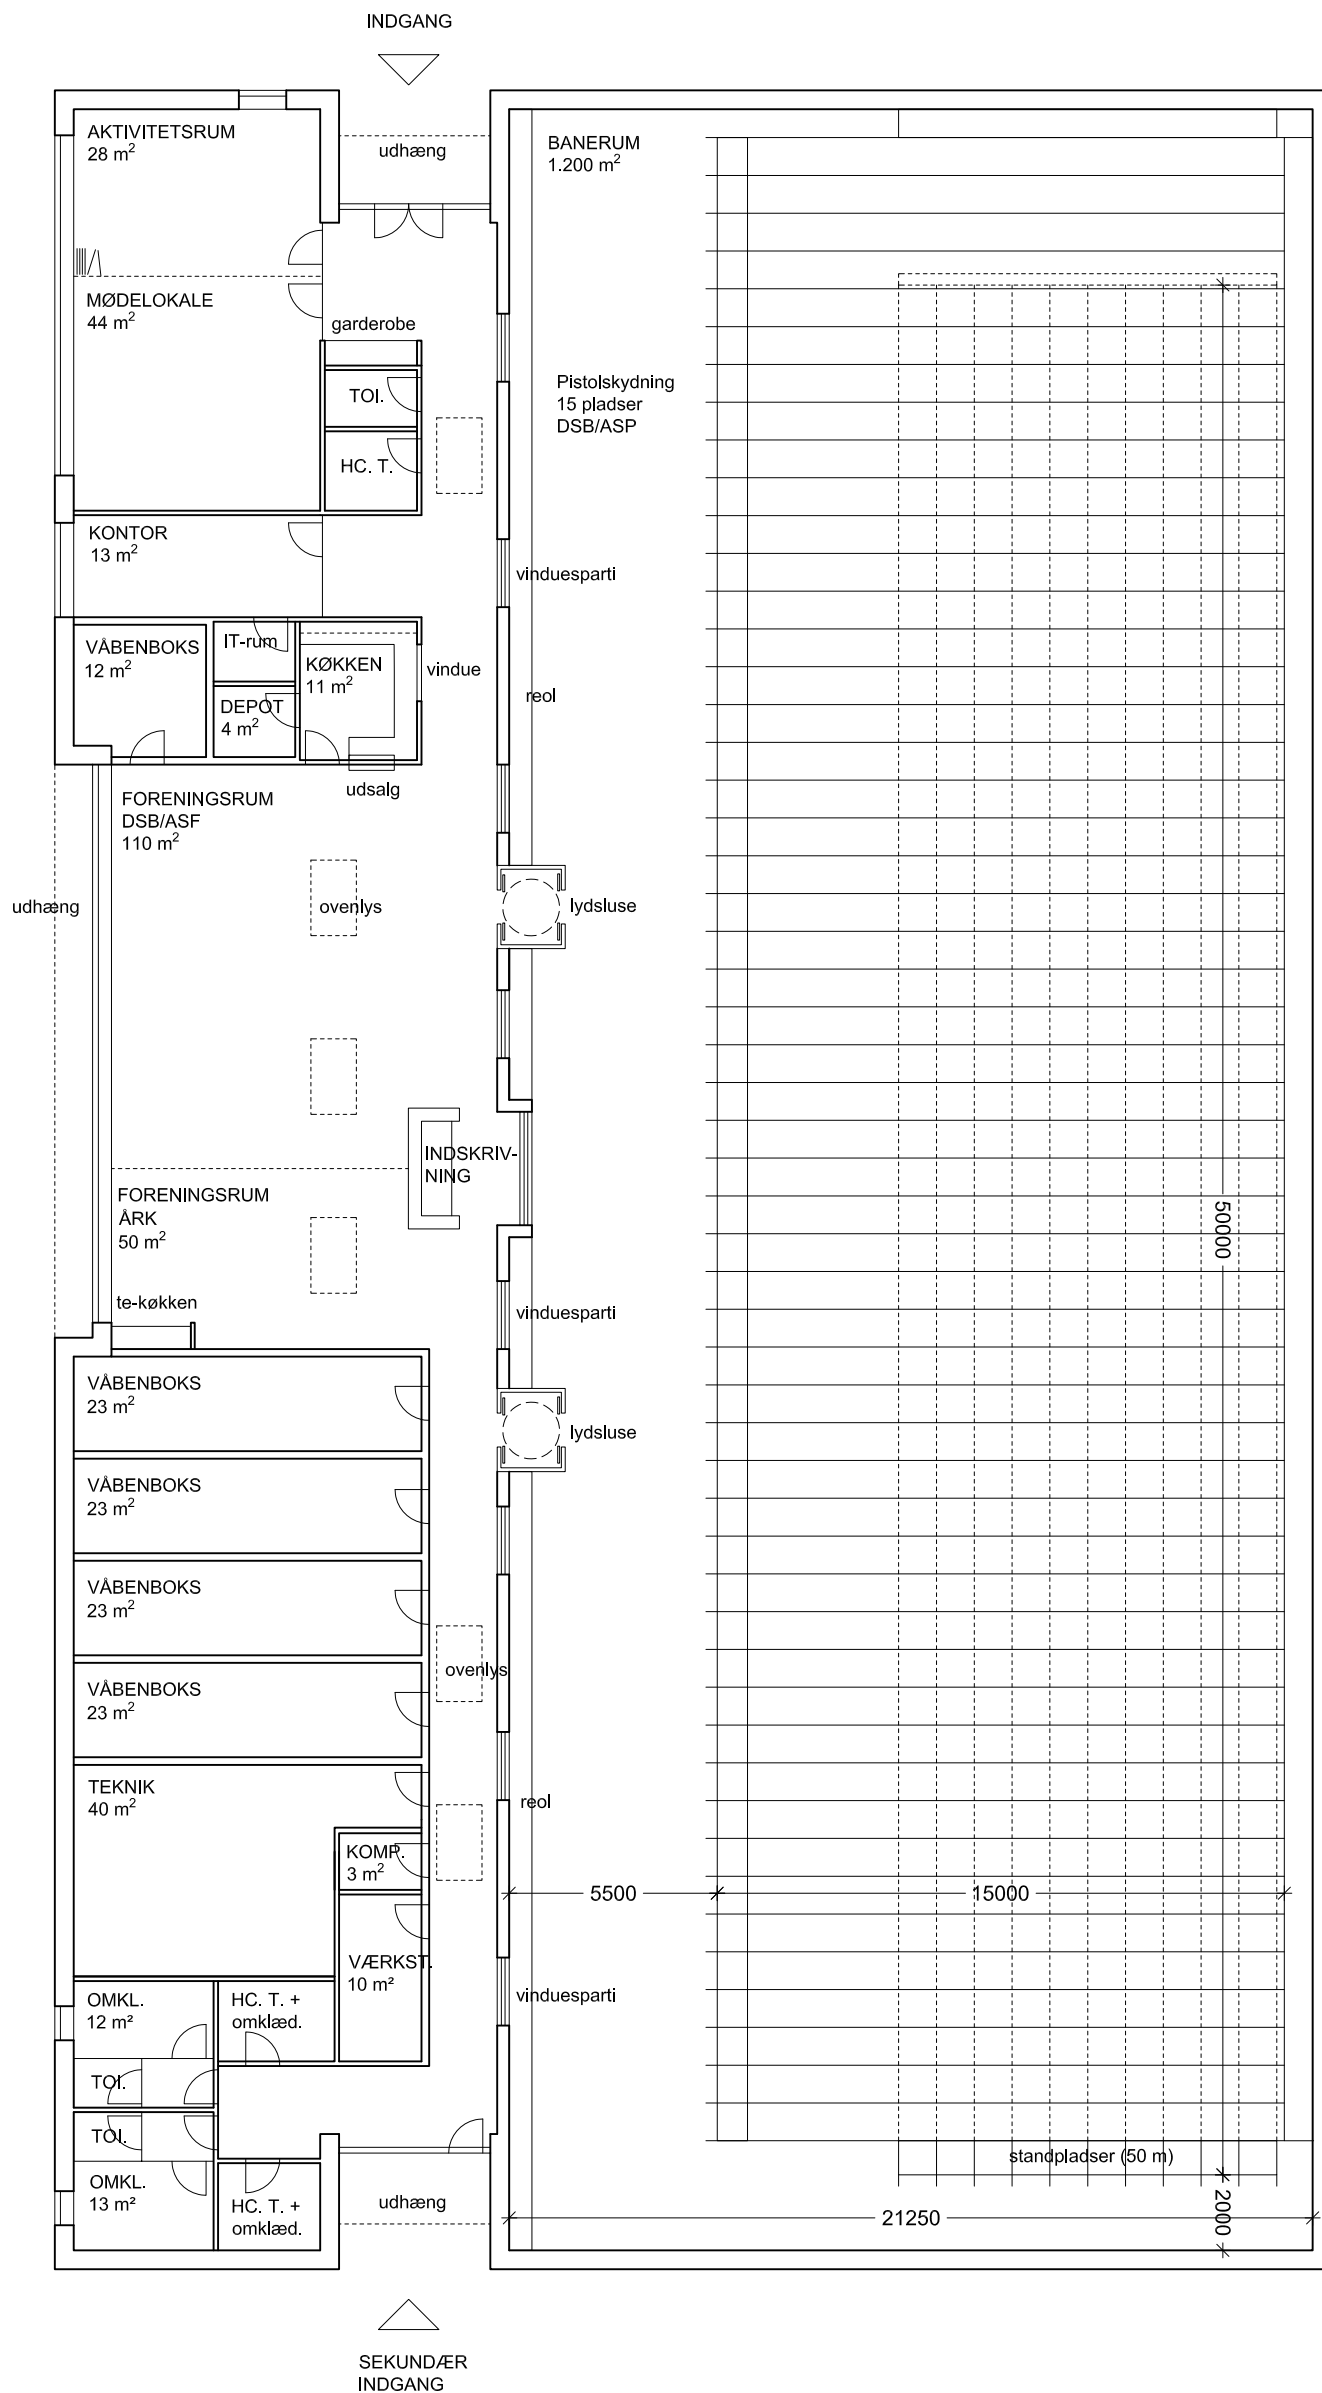 INDGANG
AKTIVITETSRUM
28 m²
udhæng
BANERUM
1.200 m²
MØDELOKALE
44 m²
garderobe
TOI.
HC. T.
Pistolskydning
15 pladser
DSB/ASP
KONTOR
13 m²
vinduesparti
VÅBENBOKS
12 m²
IT-rum
DEPOT
4 m²
KØKKEN
11 m²
vindue
reol
udsalg
FORENINGSRUM
DSB/ASF
110 m²
udhæng
ovenlys
lydsluse
INDSKRIV-
NING
FORENINGSRUM
ÅRK
50 m²
50000
te-køkken
vinduesparti
VÅBENBOKS
23 m²
lydsluse
VÅBENBOKS
23 m²
VÅBENBOKS
23 m²
VÅBENBOKS
23 m²
ovenlys
TEKNIK
40 m²
reol
KOMP.
3 m²
5500
15000
VÆRKST.
10 m²
vinduesparti
OMKL.
12 m²
HC. T. +
omklæd.
TOI.
TOI.
OMKL.
13 m²
HC. T. +
omklæd.
udhæng
standpladser (50 m)
21250
2000
SEKUNDÆR
INDGANG